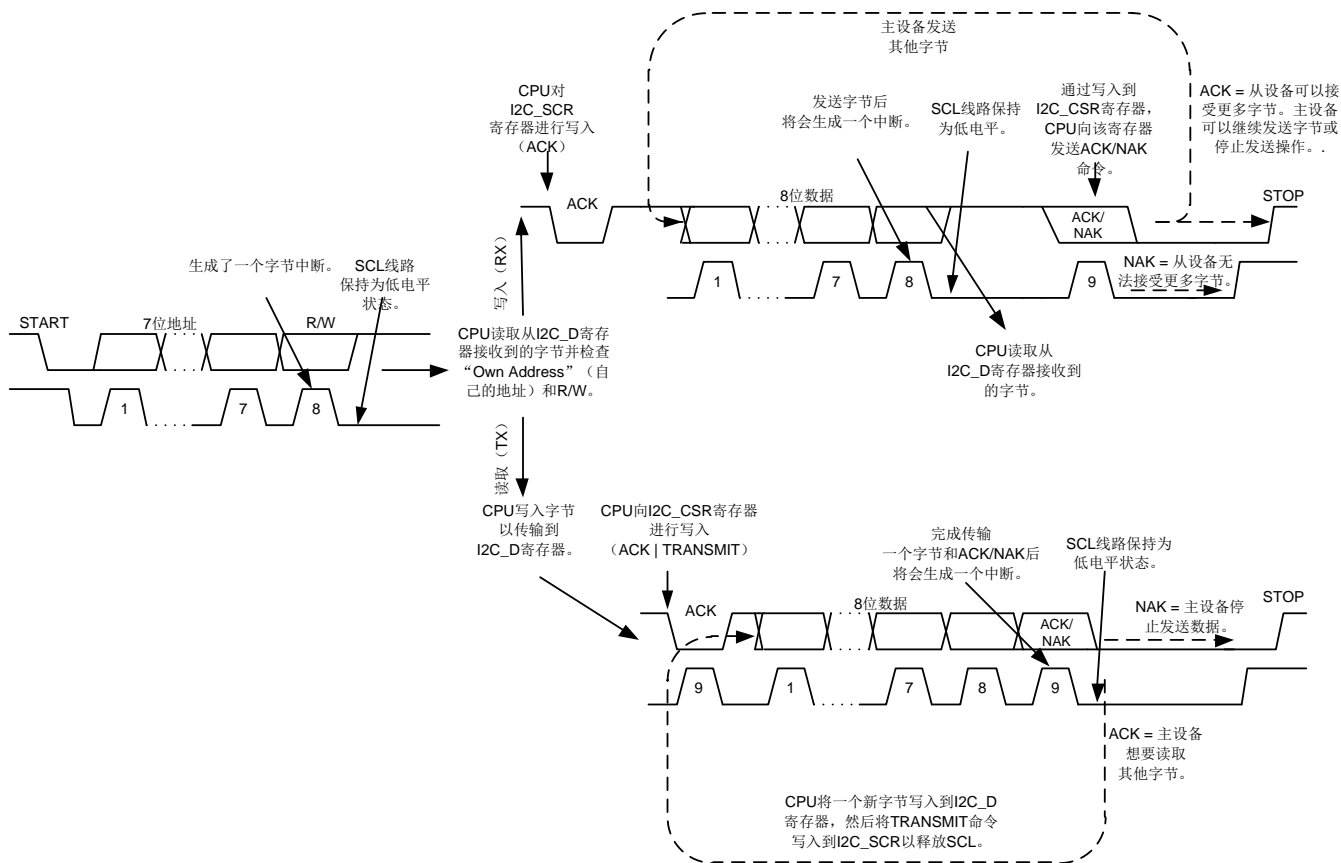 主设备发送
其他字节
CPU对
I2C_SCR
寄存器进行写入
（ACK）
发送字节后
将会生成一个中断。
SCL线路保持
为低电平。
通过写入到
I2C_CSR寄存器，
CPU向该寄存器
发送ACK/NAK
命令。
ACK = 从设备可以接
受更多字节。主设备
可以继续发送字节或
停止发送操作。.
ACK
8位数据
ACK/
NAK
STOP
1
7
8
9
NAK = 从设备无
法接受更多字节。
写入（RX）
生成了一个字节中断。
SCL线路
保持为低电平
状态。
START
7位地址
R/W
1
7
8
CPU读取从I2C_D寄存
器接收到的字节并检查
“Own Address”（自
己的地址）和R/W。
CPU读取从
I2C_D寄存器接收到
的字节。
读取（TX）
CPU写入字节
以传输到
I2C_D寄存器。
CPU向I2C_CSR寄存器
进行写入
（ACK | TRANSMIT）
完成传输
一个字节和ACK/NAK后
将会生成一个中断。
SCL线路保持为
低电平状态。
ACK
8位数据
ACK/
NAK
NAK = 主设备停
止发送数据。
STOP
9
1
7
8
9
ACK = 主设备
想要读取
其他字节。
CPU将一个新字节写入到I2C_D
寄存器，然后将TRANSMIT命令
写入到I2C_SCR以释放SCL。